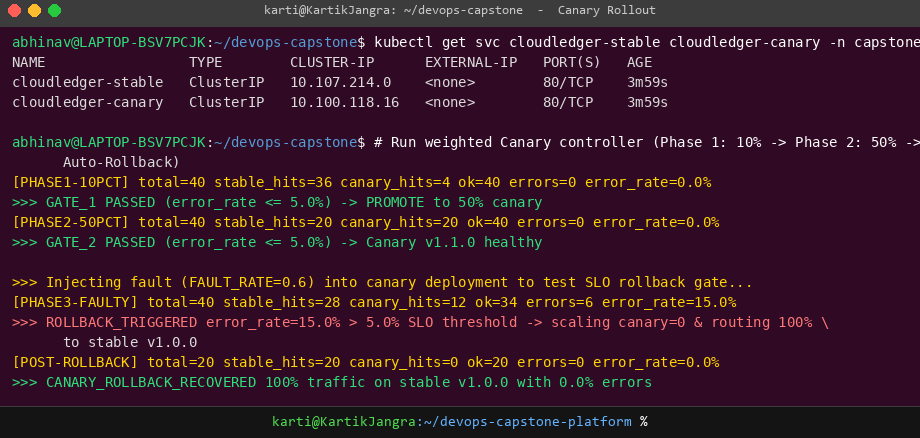 karti@KartikJangra: ~/devops-capstone  -  Canary Rollout
abhinav@LAPTOP-BSV7PCJK:~/devops-capstone$ kubectl get svc cloudledger-stable cloudledger-canary -n capstone
NAME                 TYPE        CLUSTER-IP      EXTERNAL-IP   PORT(S)   AGE
cloudledger-stable   ClusterIP   10.107.214.0    <none>        80/TCP    3m59s
cloudledger-canary   ClusterIP   10.100.118.16   <none>        80/TCP    3m59s
abhinav@LAPTOP-BSV7PCJK:~/devops-capstone$ # Run weighted Canary controller (Phase 1: 10% -> Phase 2: 50% ->
      Auto-Rollback)
[PHASE1-10PCT] total=40 stable_hits=36 canary_hits=4 ok=40 errors=0 error_rate=0.0%
>>> GATE_1 PASSED (error_rate <= 5.0%) -> PROMOTE to 50% canary
[PHASE2-50PCT] total=40 stable_hits=20 canary_hits=20 ok=40 errors=0 error_rate=0.0%
>>> GATE_2 PASSED (error_rate <= 5.0%) -> Canary v1.1.0 healthy
>>> Injecting fault (FAULT_RATE=0.6) into canary deployment to test SLO rollback gate...
[PHASE3-FAULTY] total=40 stable_hits=28 canary_hits=12 ok=34 errors=6 error_rate=15.0%
>>> ROLLBACK_TRIGGERED error_rate=15.0% > 5.0% SLO threshold -> scaling canary=0 & routing 100% \
      to stable v1.0.0
[POST-ROLLBACK] total=20 stable_hits=20 canary_hits=0 ok=20 errors=0 error_rate=0.0%
>>> CANARY_ROLLBACK_RECOVERED 100% traffic on stable v1.0.0 with 0.0% errors
karti@KartikJangra:~/devops-capstone-platform %